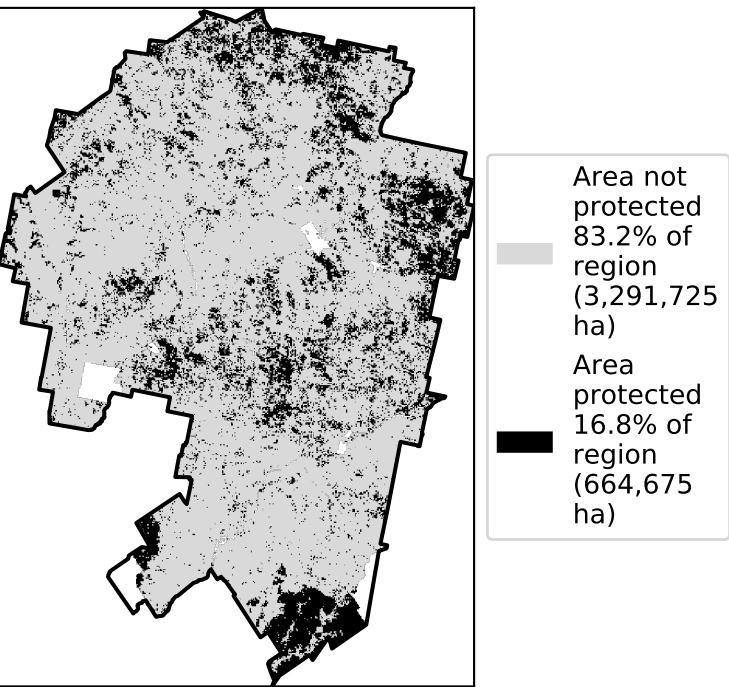 Area not
protected
83.2% of
region
(3,291,725
ha)
Area
protected
16.8% of
region
(664,675
ha)